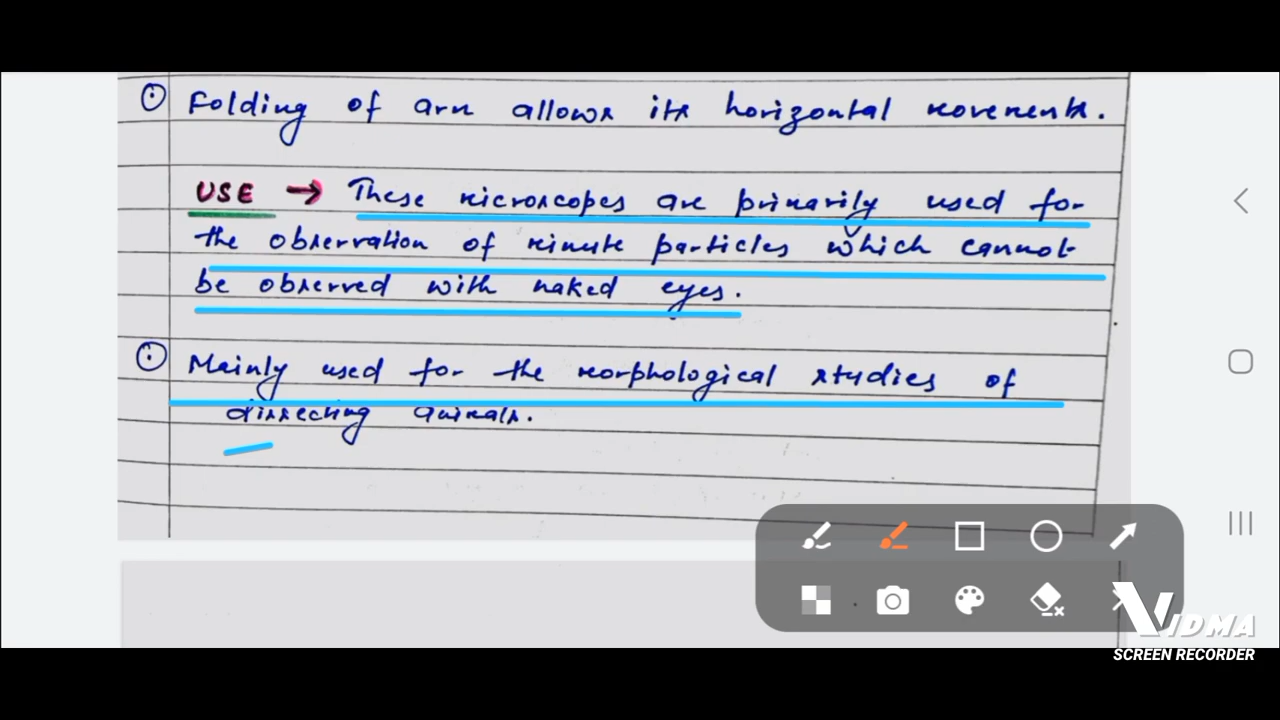 Folding of arm allows its horizontal movements.
USE → These microscopes are primarily used for
the observation of minute particles which cannot
be observed with naked eyes.
Mainly used for the morphological studies of
dissecting animals.
VIDMA
SCREEN RECORDER